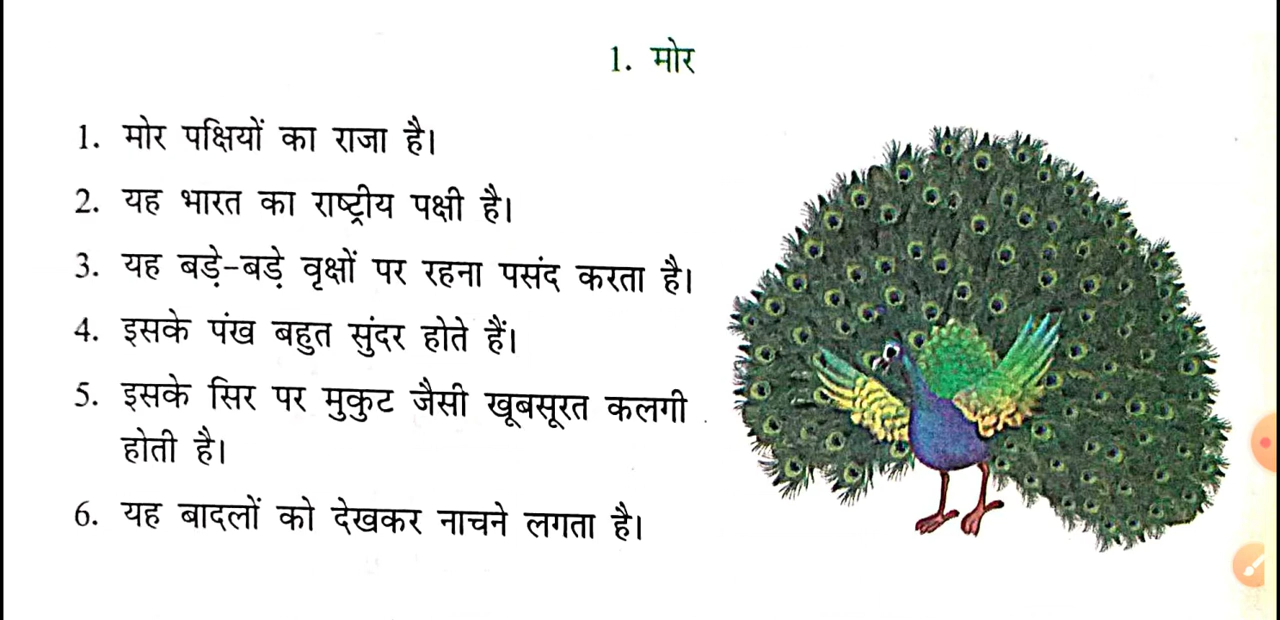 1. मोर
1. मोर पक्षियों का राजा है।
2. यह भारत का राष्ट्रीय पक्षी है।
3. यह बड़े-बड़े वृक्षों पर रहना पसंद करता है।
4. इसके पंख बहुत सुंदर होते हैं।
5. इसके सिर पर मुकुट जैसी खूबसूरत कलगी
होती है।
6. यह बादलों को देखकर नाचने लगता है।